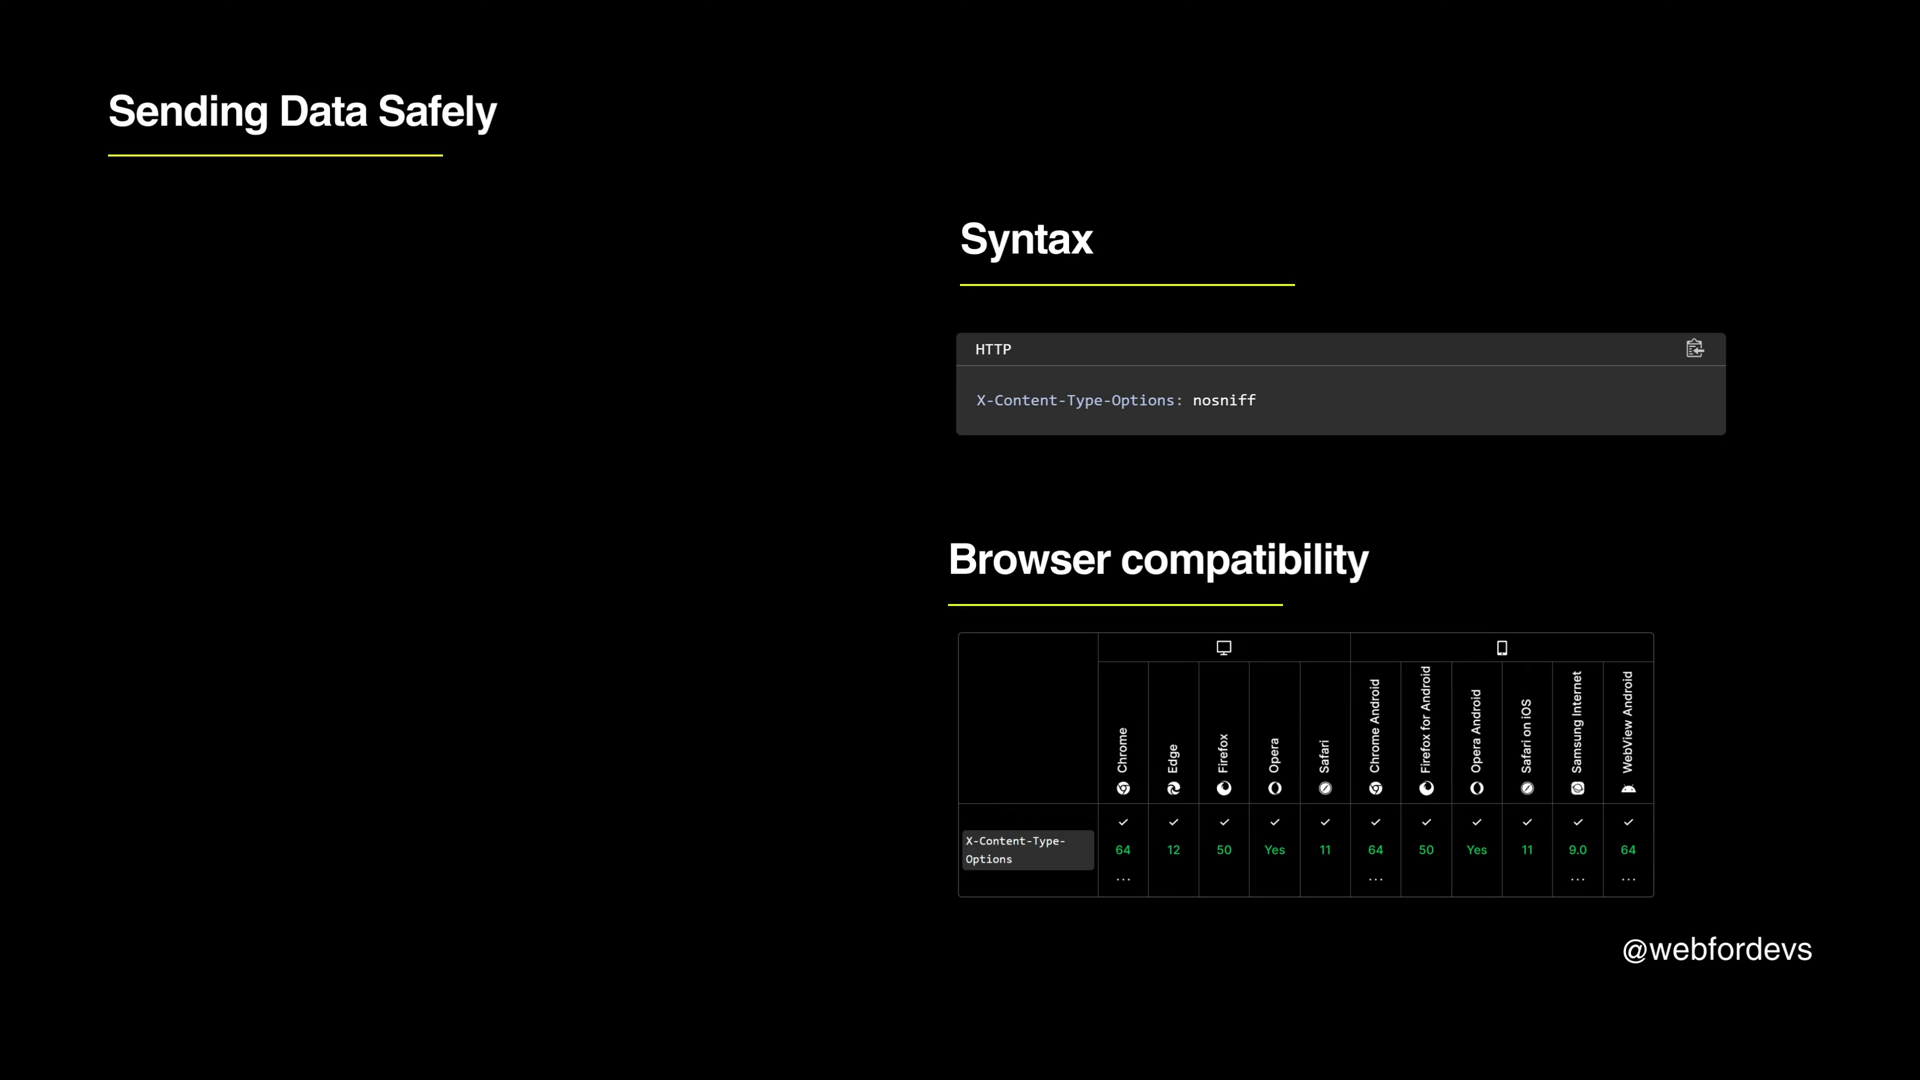 Sending Data Safely
Syntax
HTTP
X-Content-Type-Options: nosniff
Browser compatibility
Chrome
Edge
Firefox
Opera
Safari
Chrome Android
Firefox for Android
Opera Android
Safari on iOS
Samsung Internet
WebView Android
X-Content-Type-
Options
64 12 50 Yes 11 64 50 Yes 11 9.0 64
... ... ... ...
@webfordevs